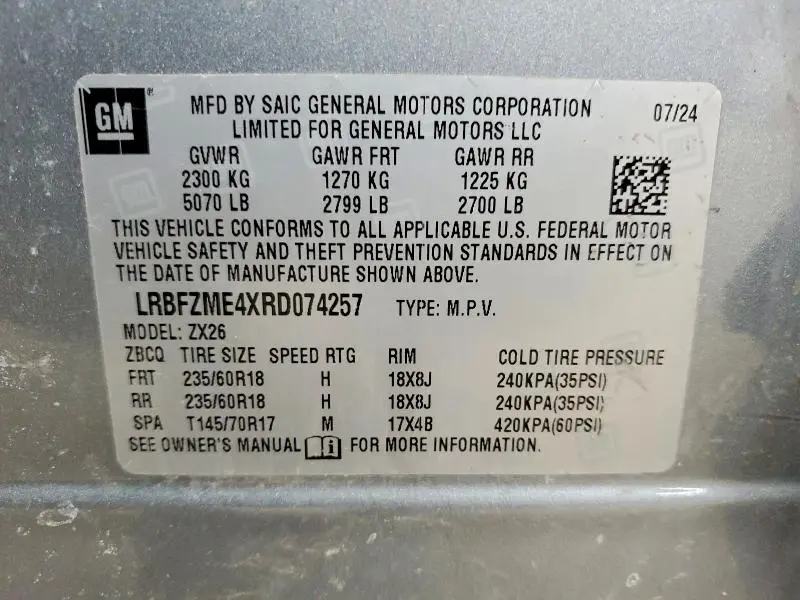 GM
MFD BY SAIC GENERAL MOTORS CORPORATION 07/24
LIMITED FOR GENERAL MOTORS LLC
GVWR GAWR FRT GAWR RR
2300 KG 1270 KG 1225 KG
5070 LB 2799 LB 2700 LB
THIS VEHICLE CONFORMS TO ALL APPLICABLE U.S. FEDERAL MOTOR
VEHICLE SAFETY AND THEFT PREVENTION STANDARDS IN EFFECT ON
THE DATE OF MANUFACTURE SHOWN ABOVE.
LRBFZME4XRD074257 TYPE: M.P.V.
MODEL: ZX26
ZBCQ TIRE SIZE SPEED RTG RIM COLD TIRE PRESSURE
FRT 235/60R18 H 18X8J 240KPA(35PSI)
RR 235/60R18 H 18X8J 240KPA(35PSI)
SPA T145/70R17 M 17X4B 420KPA(60PSI)
SEE OWNER'S MANUAL FOR MORE INFORMATION.